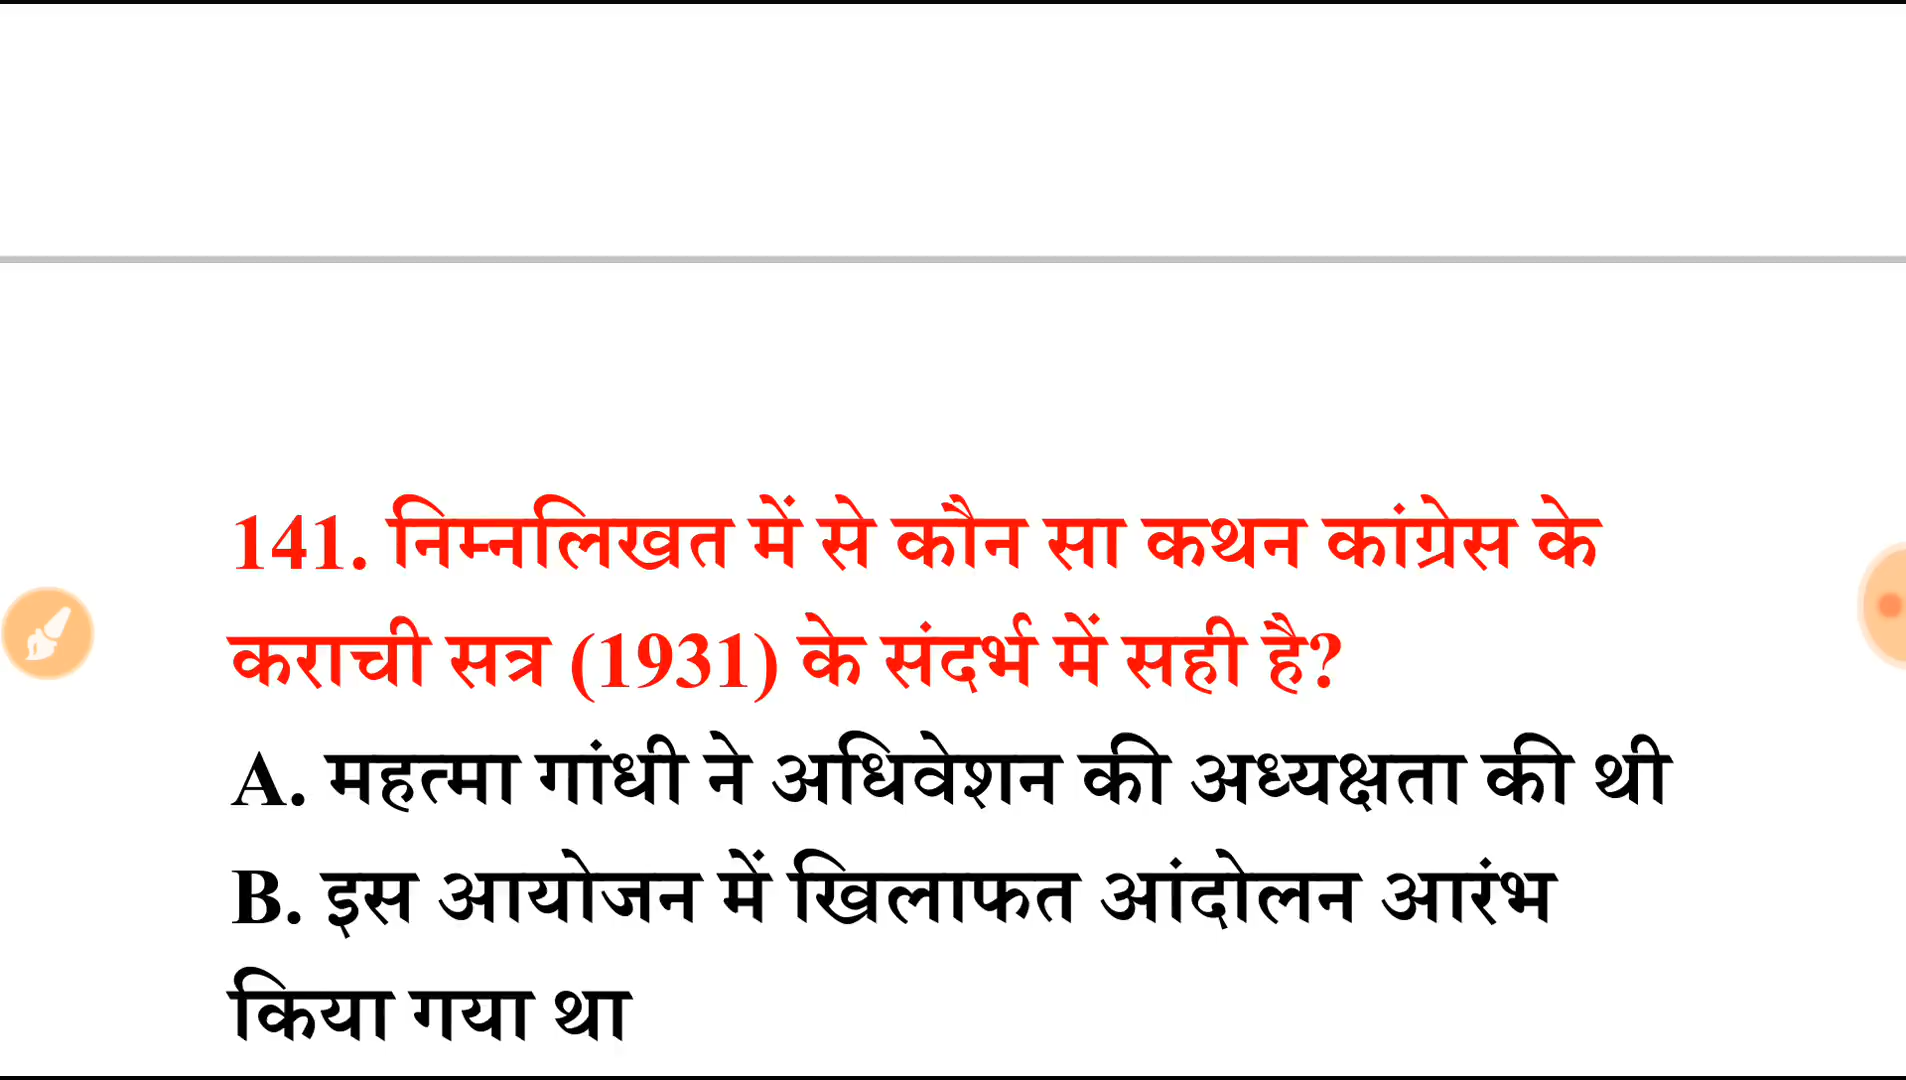 141. निम्नलिखत में से कौन सा कथन कांग्रेस के
कराची सत्र (1931) के संदर्भ में सही है?
A. महत्मा गांधी ने अधिवेशन की अध्यक्षता की थी
B. इस आयोजन में खिलाफत आंदोलन आरंभ
किया गया था